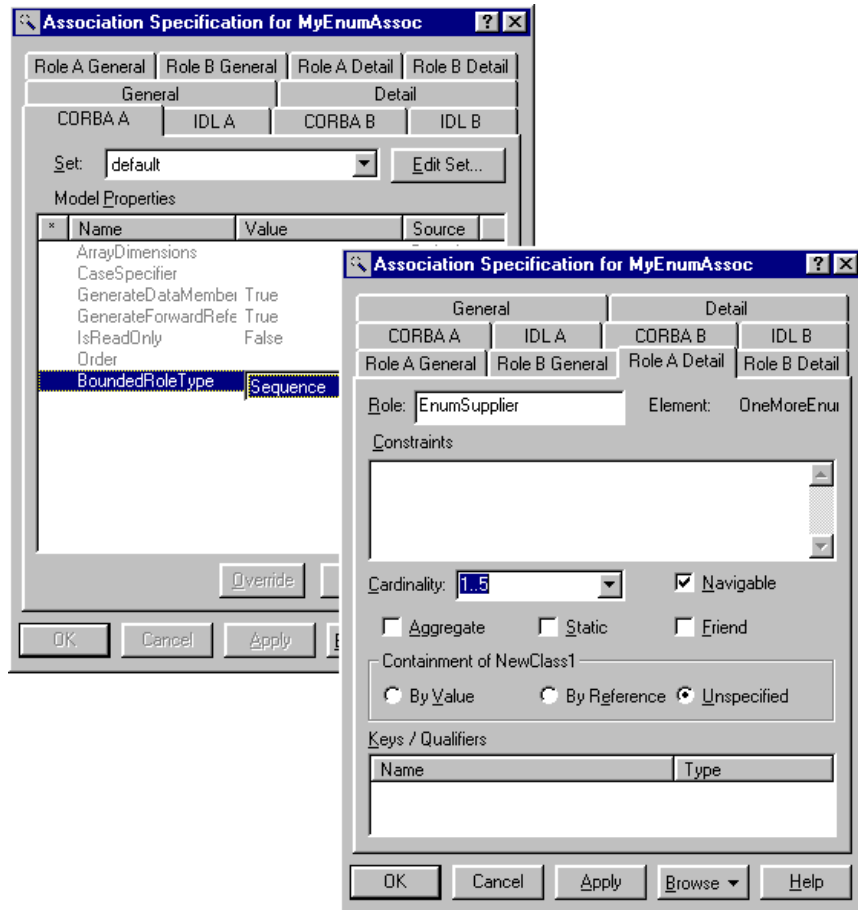 Association Specification for MyEnumAssoc
Role A General Role B General Role A Detail Role B Detail
General Detail
CORBA A IDL A CORBA B IDL B
Set: default Edit Set...
Model Properties
* Name Value Source
ArrayDimensions
CaseSpecifier
GenerateDataMember True
GenerateForwardRefe True
IsReadOnly False
Order
BoundedRoleType Sequence
Override
OK Cancel Apply
Association Specification for MyEnumAssoc
General Detail
CORBA A IDL A CORBA B IDL B
Role A General Role B General Role A Detail Role B Detail
Role: EnumSupplier Element: OneMoreEnu
Constraints
Cardinality: 1..5 Navigable
Aggregate Static Friend
Containment of NewClass1
By Value By Reference Unspecified
Keys / Qualifiers
Name Type
OK Cancel Apply Browse Help